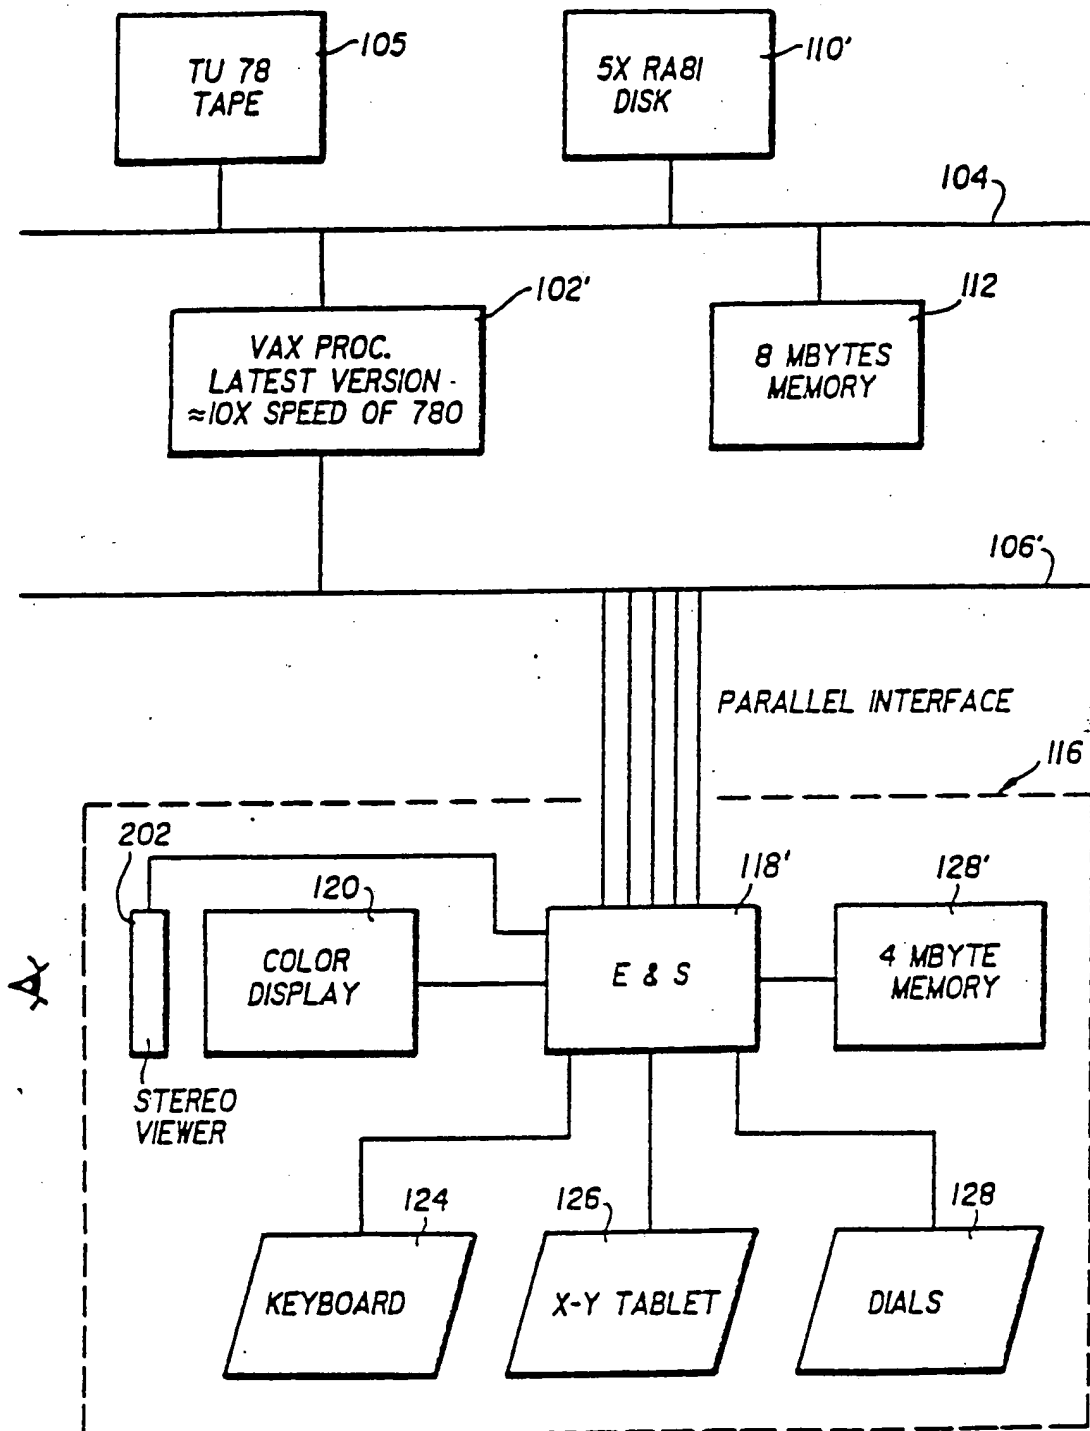 105
TU 78
TAPE
110'
5X RA81
DISK
104
102'
VAX PROC.
LATEST VERSION -
≈10X SPEED OF 780
112
8 MBYTES
MEMORY
106'
PARALLEL INTERFACE
116
202
120
COLOR
DISPLAY
118'
E & S
128'
4 MBYTE
MEMORY
STEREO
VIEWER
124
KEYBOARD
126
X-Y TABLET
128
DIALS